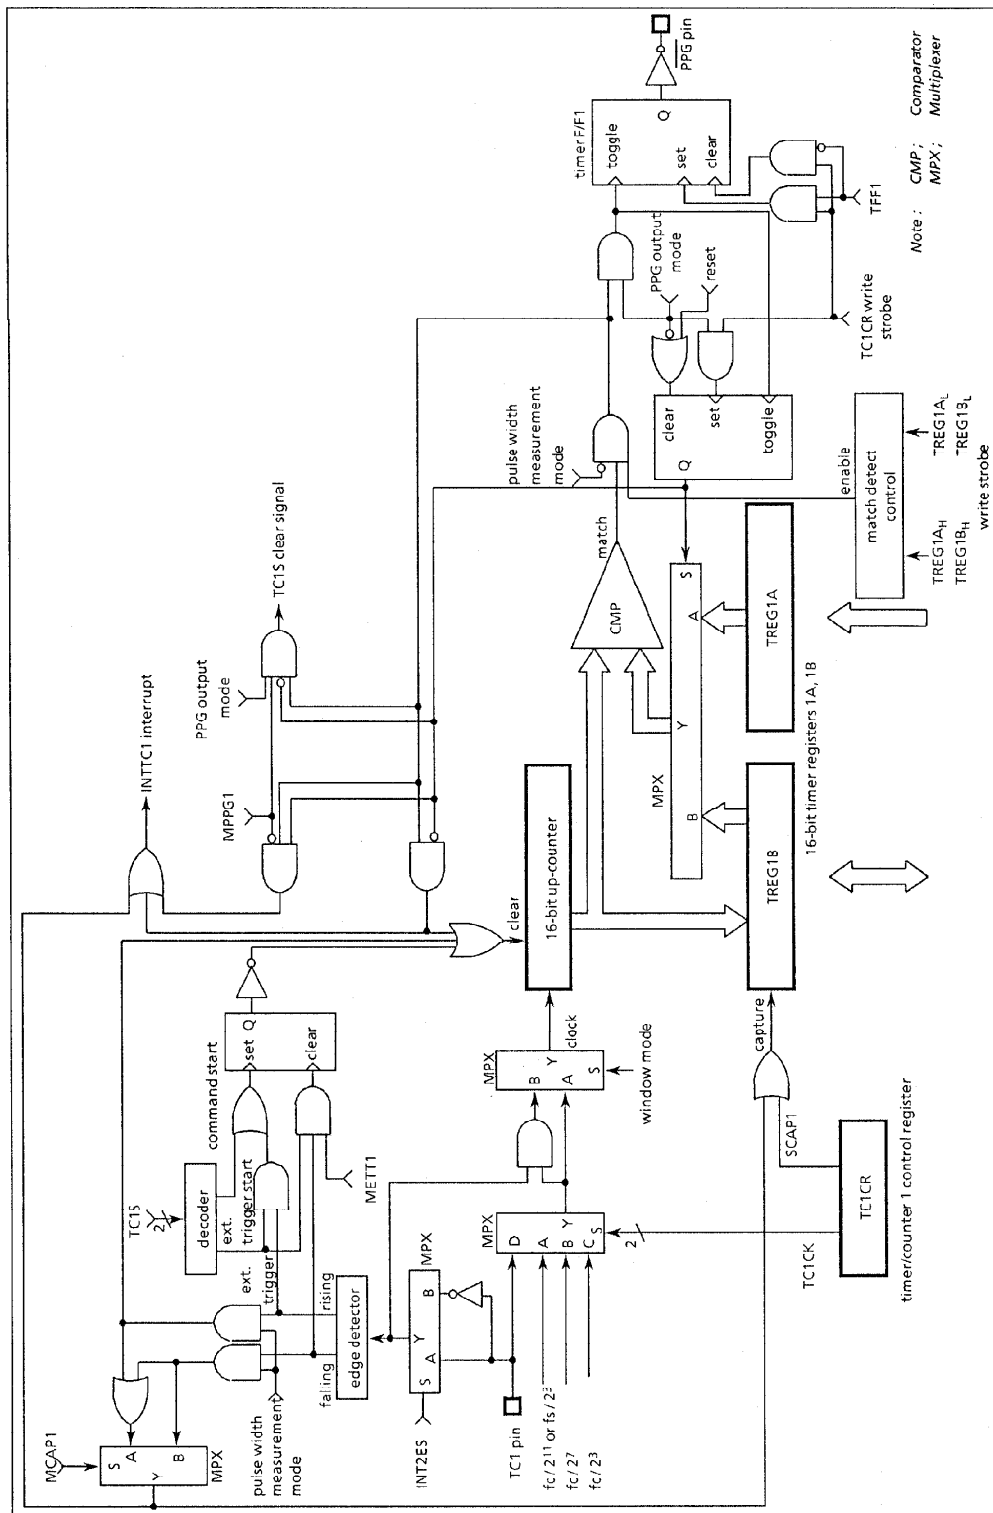 MCAP1
S
A
B
Y
MPX
pulse width
measurement
mode
TC1S
2
decoder
ext.
trigger start
ext.
trigger
command start
set
Q
clear
METT1
rising
falling
edge detector
INT2ES
S
A
B
Y
MPX
TC1 pin
fc / 2¹¹ or fs / 2³
fc / 2⁷
fc / 2³
MPX
D
A
B
C
Y
S
2
TC1CK
MPX
B
A
Y
S
window mode
clock
clear
16-bit up-counter
INTTC1 interrupt
MPPG1
PPG output
mode
TC1S clear signal
TC1CR
timer/counter 1 control register
SCAP1
capture
TREG1B
TREG1A
16-bit timer registers 1A, 1B
MPX
B
A
Y
S
CMP
match
pulse width
measurement
mode
enable
match detect
control
TREG1A_H
TREG1B_H
TREG1A_L
TREG1B_L
write strobe
Q
clear
set
toggle
PPG output
mode
reset
TC1CR write
strobe
timer F/F1
toggle
set
clear
Q
PPG pin
TFF1
Note : CMP ; Comparator
MPX ; Multiplexer